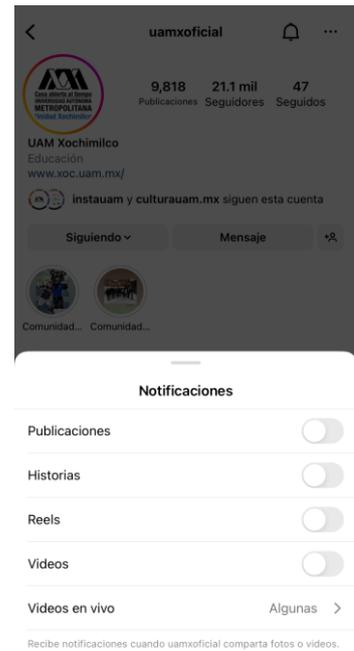 uamxoficial
Casa abierta al tiempo
UNIVERSIDAD AUTÓNOMA
METROPOLITANA
Unidad Xochimilco
9,818 21.1 mil 47
Publicaciones Seguidores Seguidos
UAM Xochimilco
Educación
www.xoc.uam.mx/
instauam y culturauam.mx siguen esta cuenta
Siguiendo Mensaje
Comunidad... Comunidad...
Notificaciones
Publicaciones
Historias
Reels
Videos
Videos en vivo Algunas
Recibe notificaciones cuando uamxoficial comparta fotos o videos.